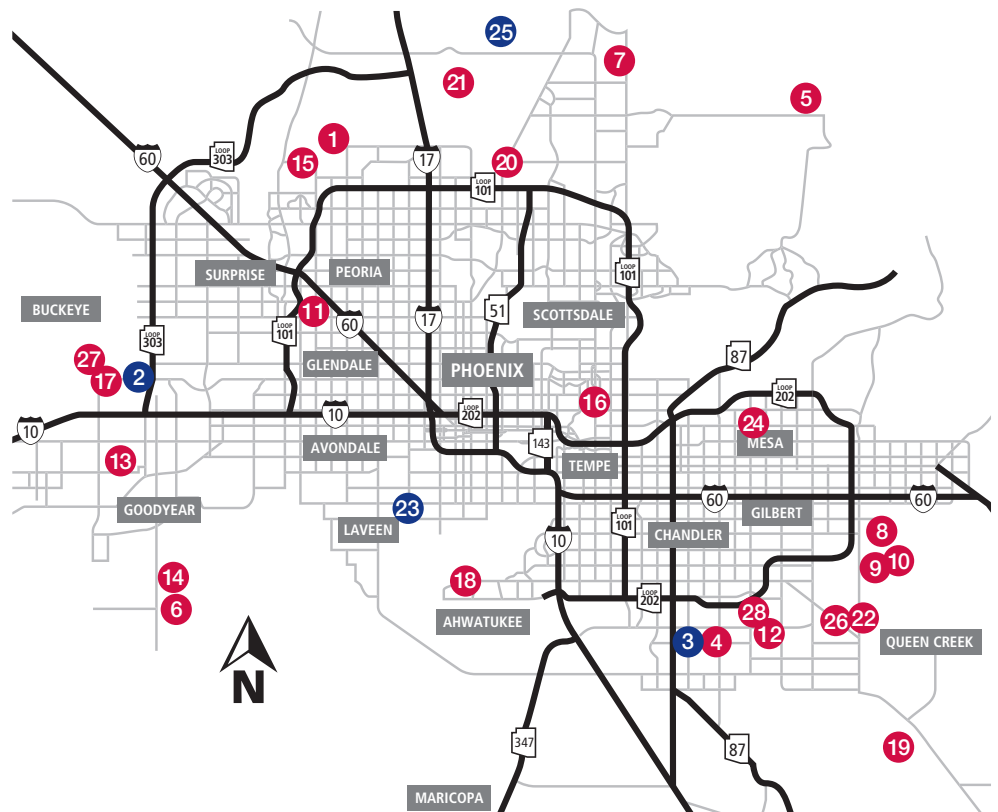 25
7
21
5
1
LOOP
303
60
17
15
20
LOOP
101
SURPRISE
PEORIA
LOOP
101
BUCKEYE
11
51
SCOTTSDALE
LOOP
303
LOOP
101
60
17
87
27
17
2
GLENDALE
PHOENIX
16
LOOP
202
10
10
LOOP
202
24
143
MESA
AVONDALE
13
TEMPE
GOODYEAR
23
60
60
LAVEEN
LOOP
101
GILBERT
CHANDLER
10
8
9
10
14
18
6
AHWATUKEE
LOOP
202
28
26
22
12
3
4
QUEEN CREEK
N
347
87
19
MARICOPA